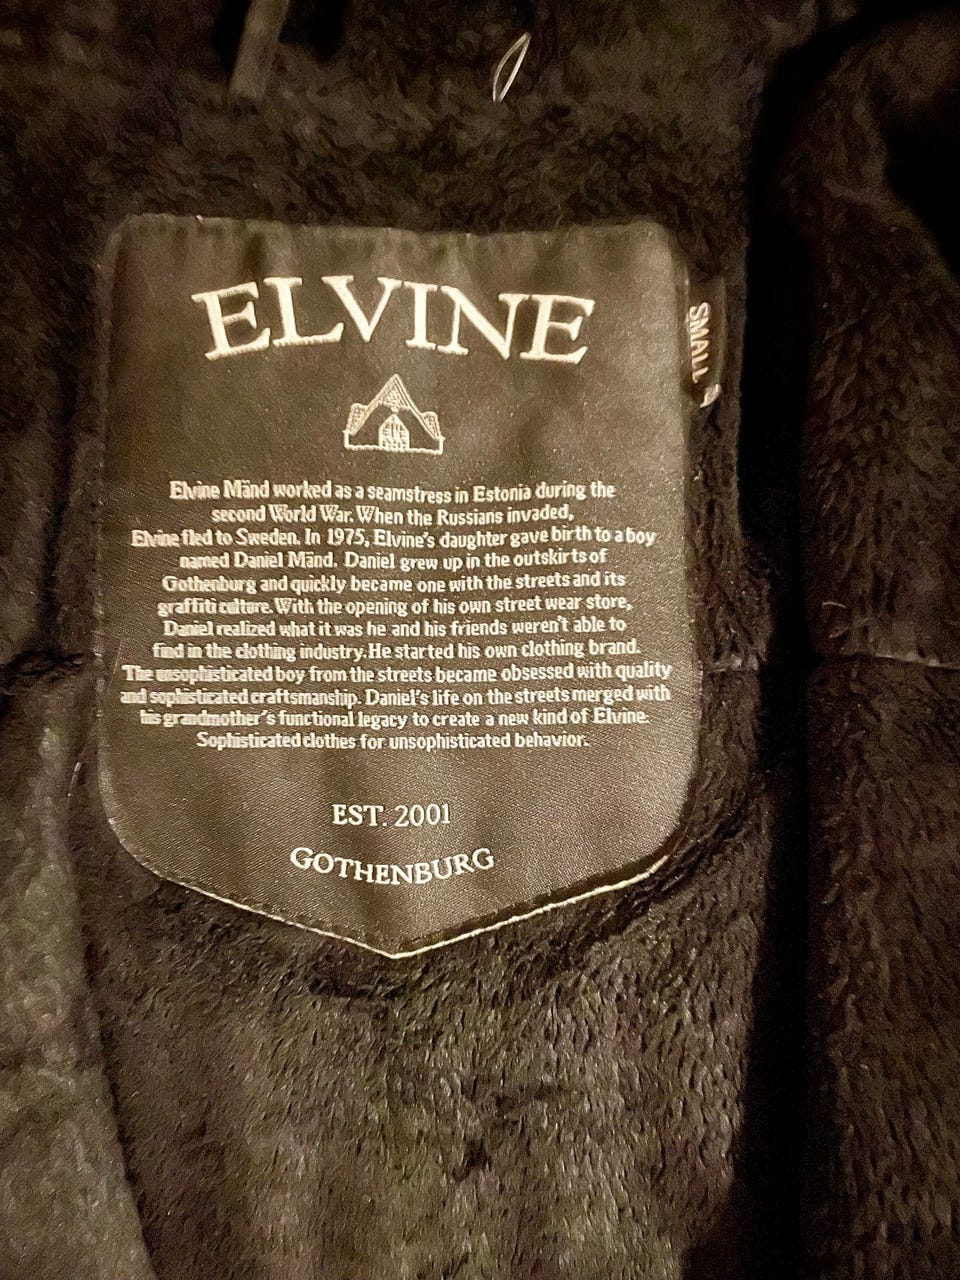 ELVINE
SMALL
Elvine Mänd worked as a seamstress in Estonia during the
second World War. When the Russians invaded,
Elvine fled to Sweden. In 1975, Elvine's daughter gave birth to a boy
named Daniel Mänd. Daniel grew up in the outskirts of
Gothenburg and quickly became one with the streets and its
graffiti culture. With the opening of his own street wear store,
Daniel realized what it was he and his friends weren't able to
find in the clothing industry. He started his own clothing brand.
The unsophisticated boy from the streets became obsessed with quality
and sophisticated craftsmanship. Daniel's life on the streets merged with
his grandmother's functional legacy to create a new kind of Elvine.
Sophisticated clothes for unsophisticated behavior.
EST. 2001
GOTHENBURG